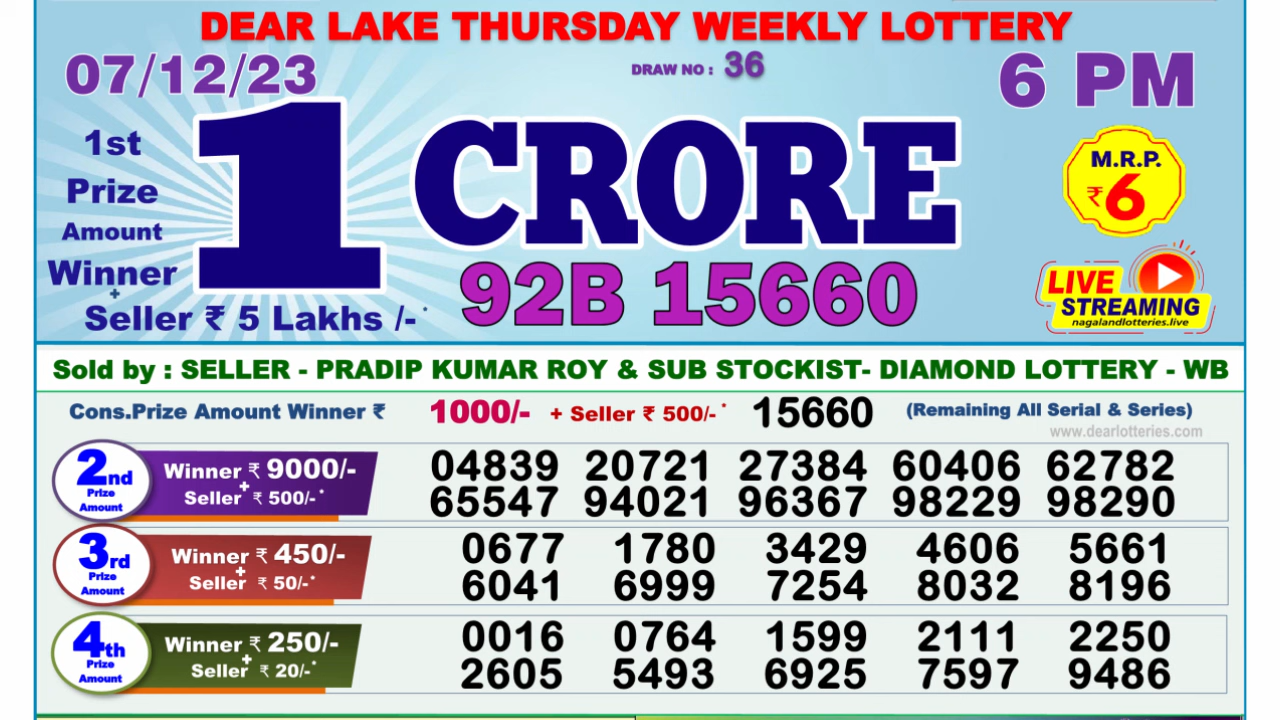 DEAR LAKE THURSDAY WEEKLY LOTTERY
07/12/23
DRAW NO : 36
6 PM
1st
Prize
Amount
Winner
+
Seller ₹ 5 Lakhs /-*
1 CRORE
92B 15660
M.R.P.
₹6
LIVE
STREAMING
nagalandlotteries.live
Sold by : SELLER - PRADIP KUMAR ROY & SUB STOCKIST- DIAMOND LOTTERY - WB
Cons.Prize Amount Winner ₹ 1000/- + Seller ₹ 500/-* 15660 (Remaining All Serial & Series)
www.dearlotteries.com
2nd
Prize
Amount
Winner ₹ 9000/-
+
Seller ₹ 500/-*
04839 20721 27384 60406 62782
65547 94021 96367 98229 98290
3rd
Prize
Amount
Winner ₹ 450/-
+
Seller ₹ 50/-*
0677 1780 3429 4606 5661
6041 6999 7254 8032 8196
4th
Prize
Amount
Winner ₹ 250/-
+
Seller ₹ 20/-*
0016 0764 1599 2111 2250
2605 5493 6925 7597 9486